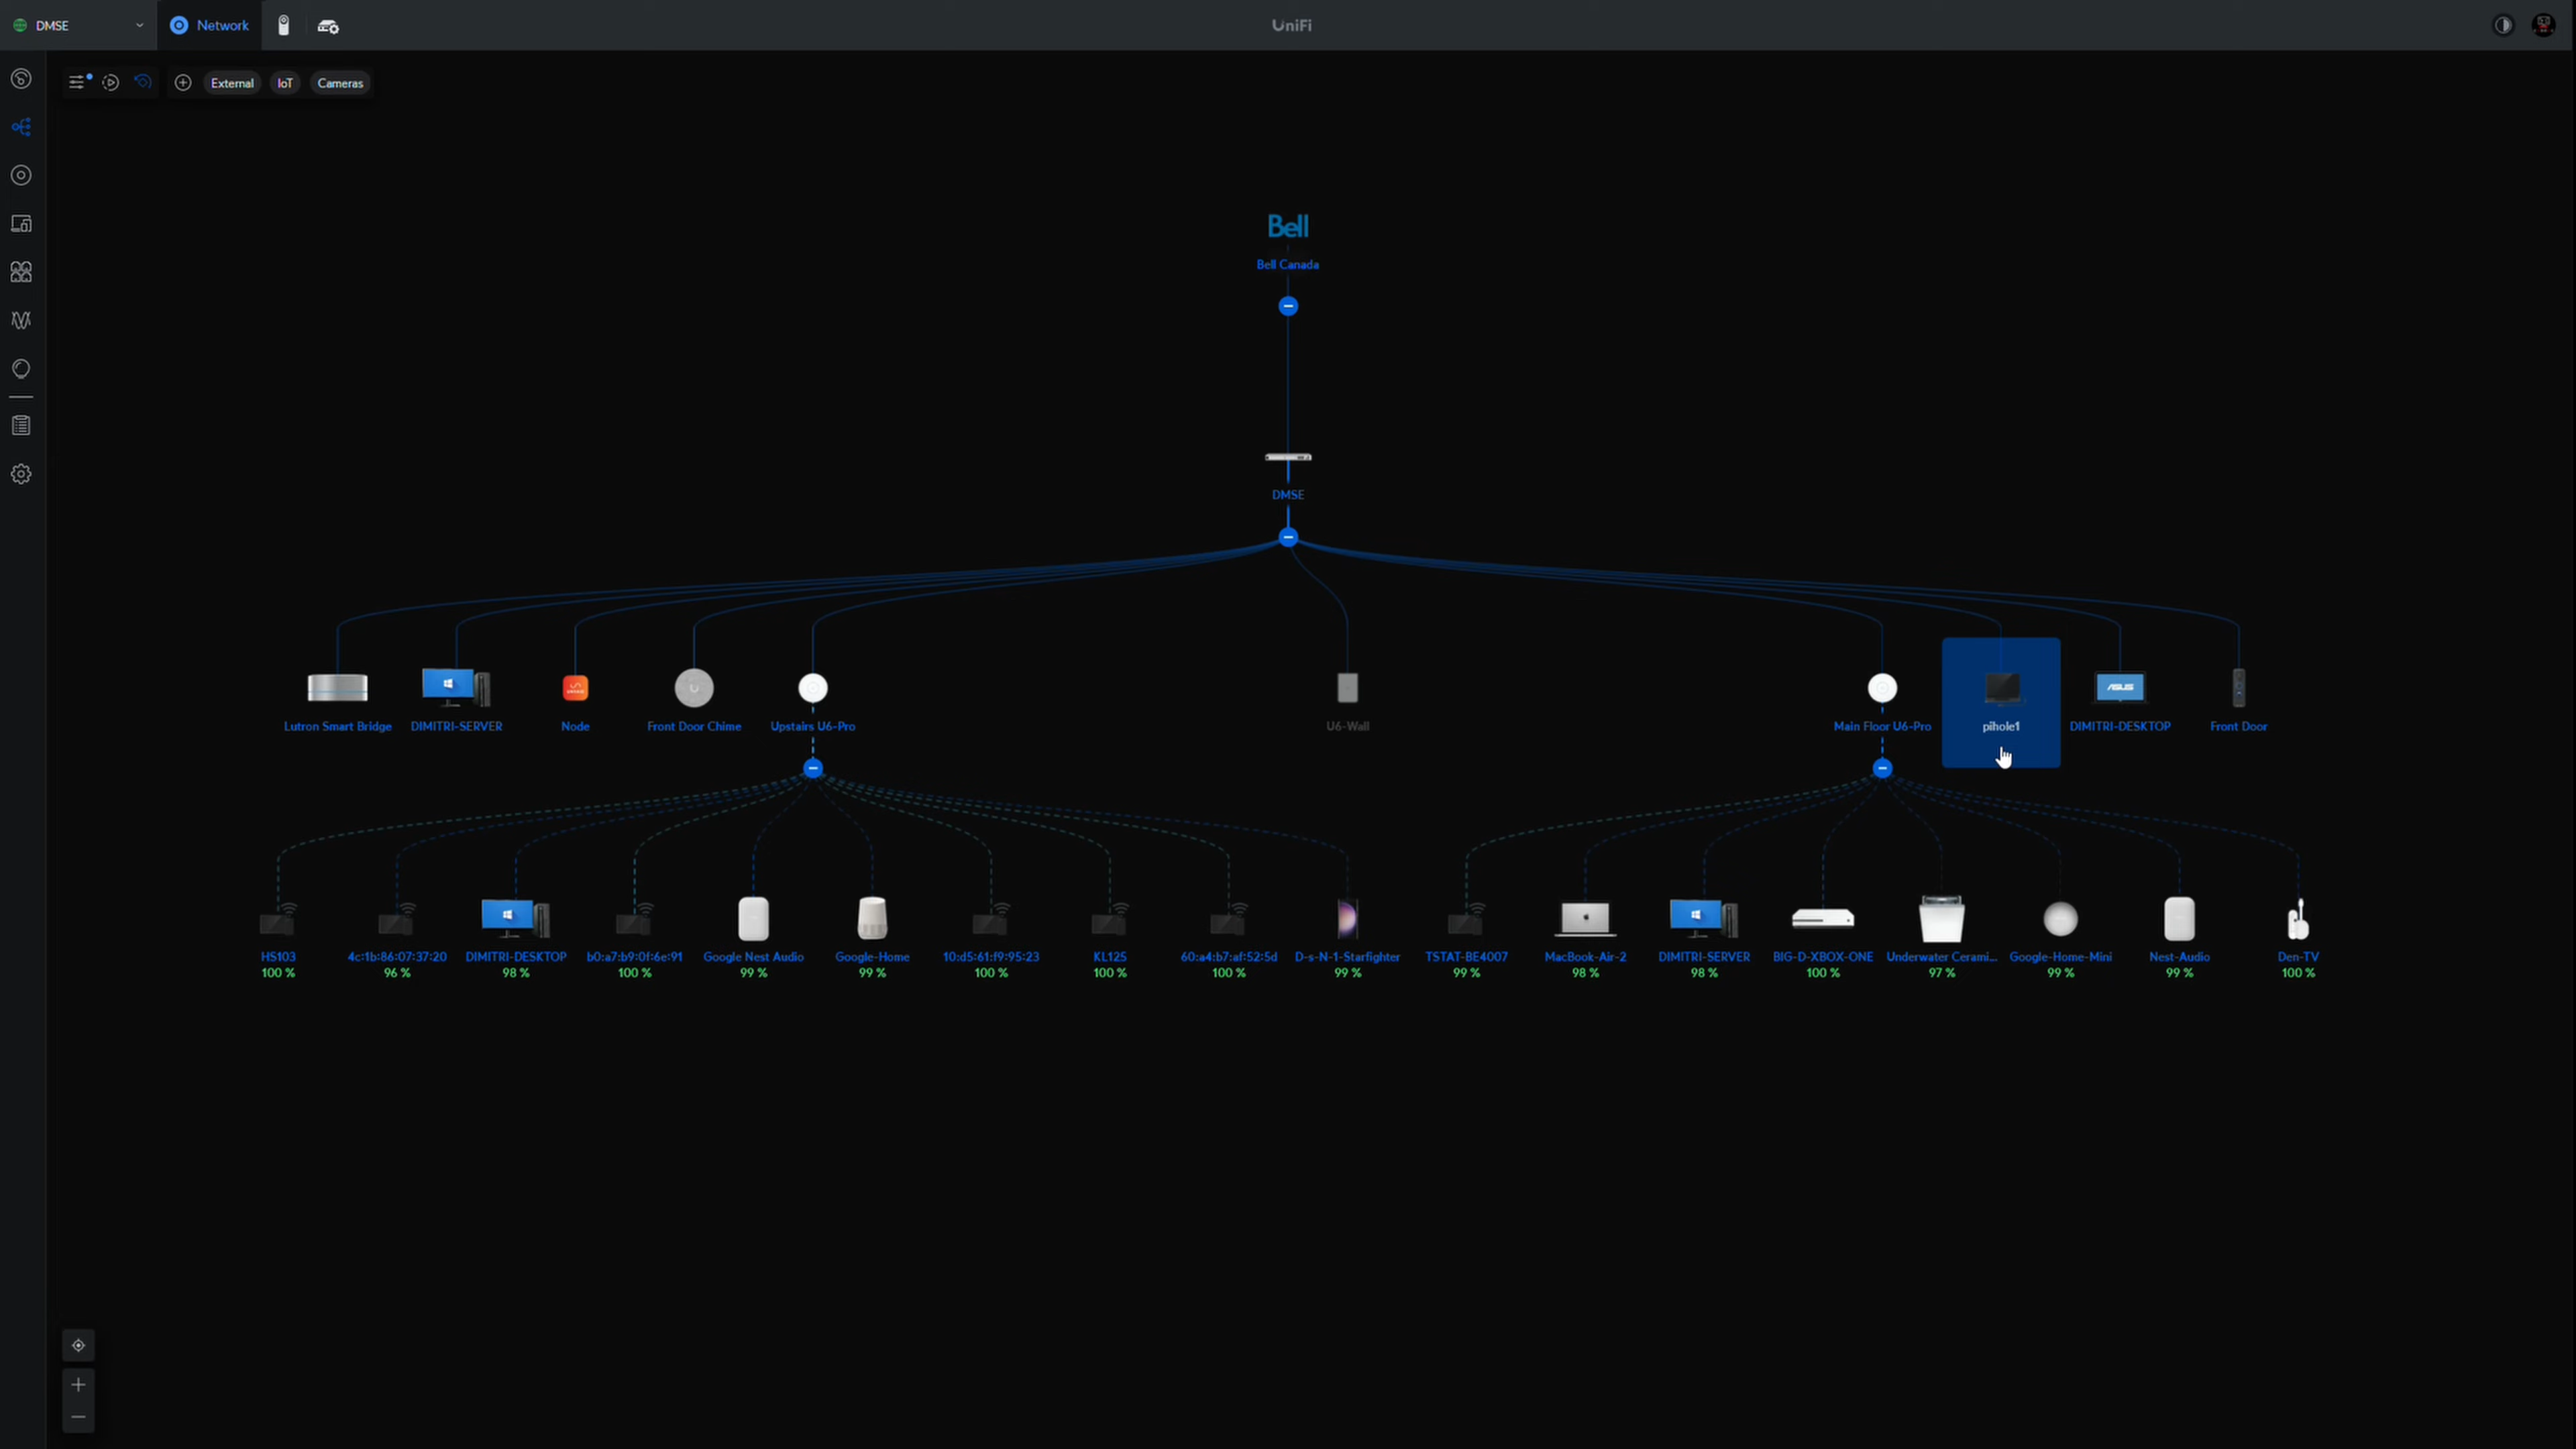 DMSE
Network
UniFi
External
IoT
Cameras
Bell
Bell Canada
DMSE
ASUS
Lutron Smart Bridge
DIMITRI-SERVER
Node
Front Door Chime
Upstairs U6-Pro
U6-Wall
Main Floor U6-Pro
pihole1
DIMITRI-DESKTOP
Front Door
HS103
100 %
4c:1b:86:07:37:20
96 %
DIMITRI-DESKTOP
98 %
b0:a7:b9:0f:6e:91
100 %
Google Nest Audio
99 %
Google-Home
99 %
10:d5:61:f9:95:23
100 %
KL125
100 %
60:a4:b7:af:52:5d
100 %
D-s-N-1-Starfighter
99 %
TSTAT-BE4007
99 %
MacBook-Air-2
98 %
DIMITRI-SERVER
98 %
BIG-D-XBOX-ONE
100 %
Underwater Cerami...
97 %
Google-Home-Mini
99 %
Nest-Audio
99 %
Den-TV
100 %